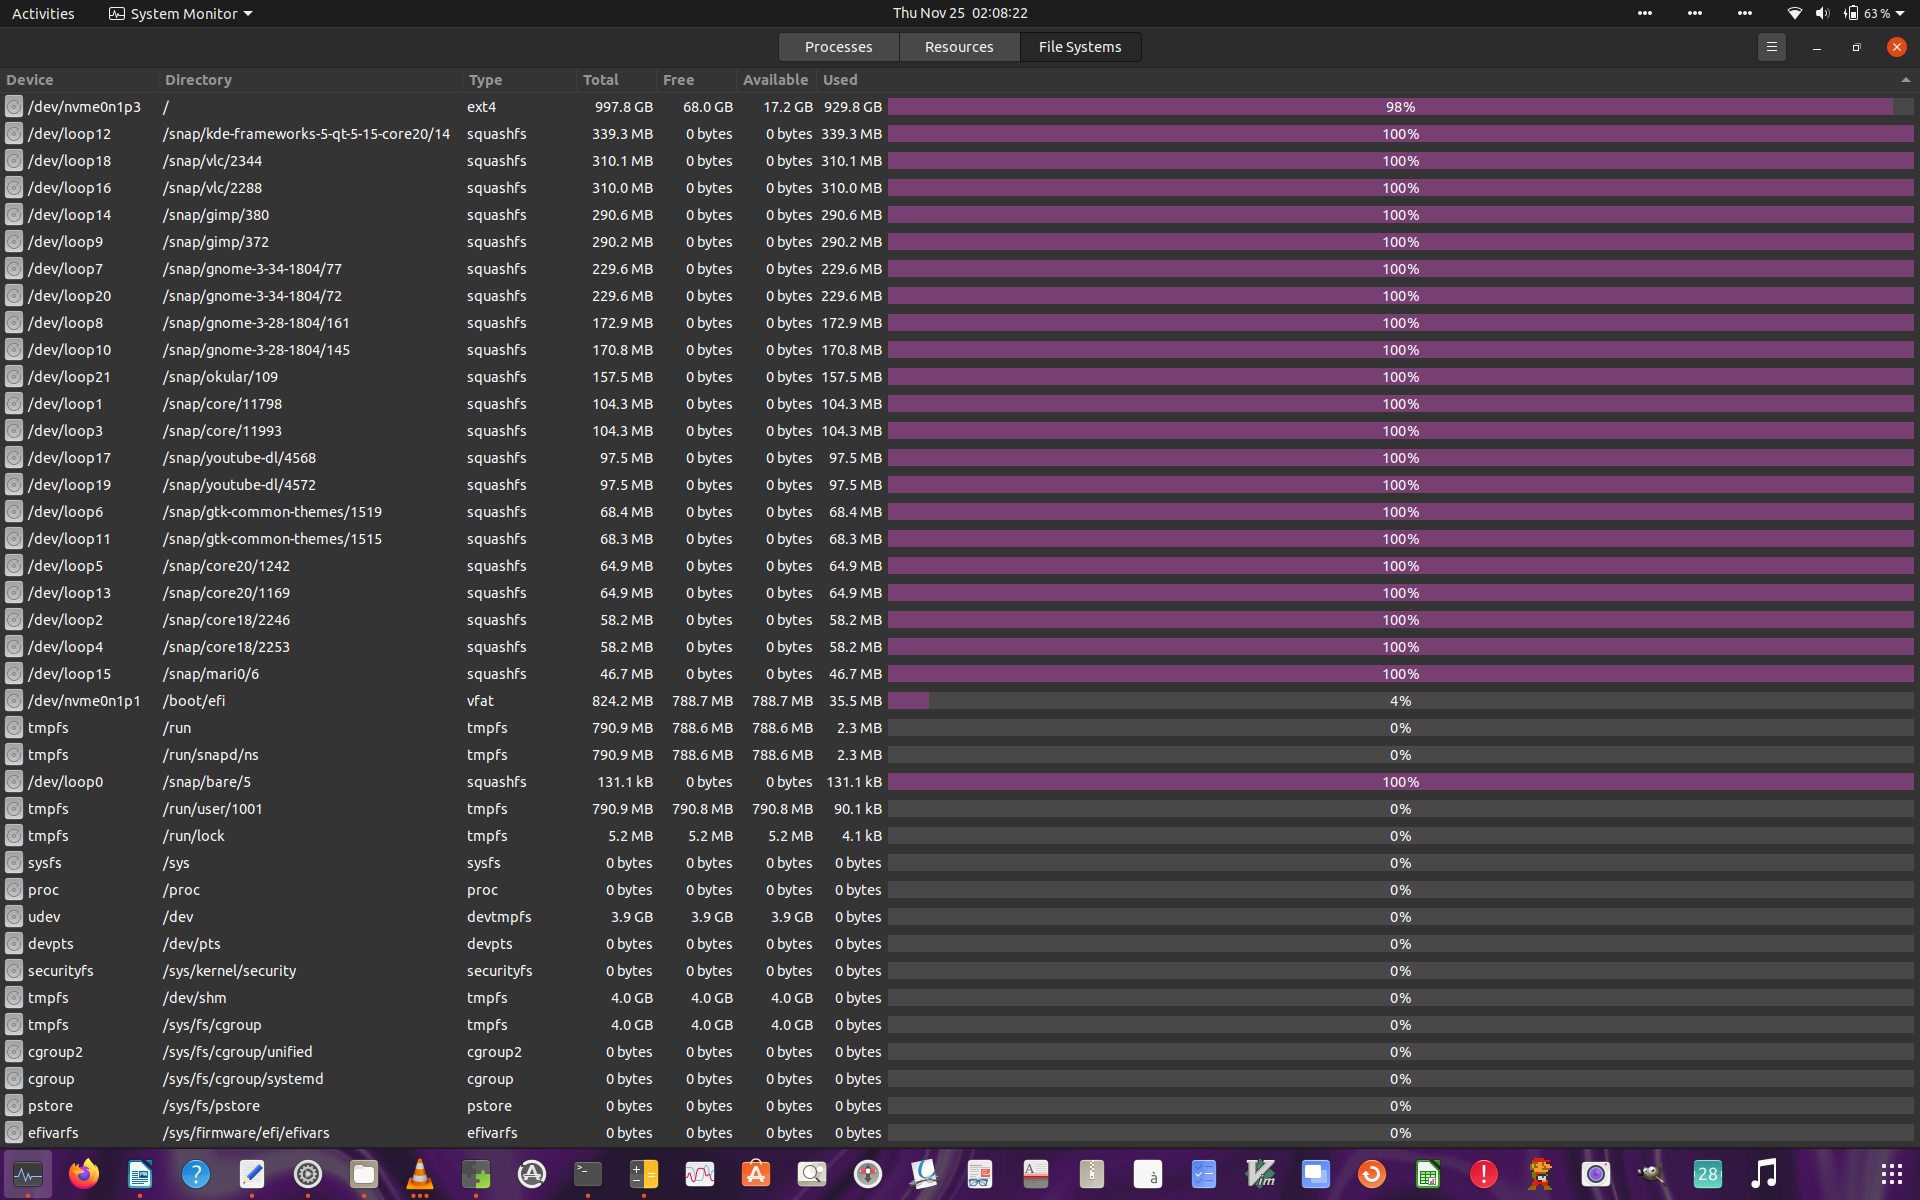 Activities System Monitor Thu Nov 25 02:08:22 63 %
Processes Resources File Systems
Device Directory Type Total Free Available Used
/dev/nvme0n1p3 / ext4 997.8 GB 68.0 GB 17.2 GB 929.8 GB 98%
/dev/loop12 /snap/kde-frameworks-5-qt-5-15-core20/14 squashfs 339.3 MB 0 bytes 0 bytes 339.3 MB 100%
/dev/loop18 /snap/vlc/2344 squashfs 310.1 MB 0 bytes 0 bytes 310.1 MB 100%
/dev/loop16 /snap/vlc/2288 squashfs 310.0 MB 0 bytes 0 bytes 310.0 MB 100%
/dev/loop14 /snap/gimp/380 squashfs 290.6 MB 0 bytes 0 bytes 290.6 MB 100%
/dev/loop9 /snap/gimp/372 squashfs 290.2 MB 0 bytes 0 bytes 290.2 MB 100%
/dev/loop7 /snap/gnome-3-34-1804/77 squashfs 229.6 MB 0 bytes 0 bytes 229.6 MB 100%
/dev/loop20 /snap/gnome-3-34-1804/72 squashfs 229.6 MB 0 bytes 0 bytes 229.6 MB 100%
/dev/loop8 /snap/gnome-3-28-1804/161 squashfs 172.9 MB 0 bytes 0 bytes 172.9 MB 100%
/dev/loop10 /snap/gnome-3-28-1804/145 squashfs 170.8 MB 0 bytes 0 bytes 170.8 MB 100%
/dev/loop21 /snap/okular/109 squashfs 157.5 MB 0 bytes 0 bytes 157.5 MB 100%
/dev/loop1 /snap/core/11798 squashfs 104.3 MB 0 bytes 0 bytes 104.3 MB 100%
/dev/loop3 /snap/core/11993 squashfs 104.3 MB 0 bytes 0 bytes 104.3 MB 100%
/dev/loop17 /snap/youtube-dl/4568 squashfs 97.5 MB 0 bytes 0 bytes 97.5 MB 100%
/dev/loop19 /snap/youtube-dl/4572 squashfs 97.5 MB 0 bytes 0 bytes 97.5 MB 100%
/dev/loop6 /snap/gtk-common-themes/1519 squashfs 68.4 MB 0 bytes 0 bytes 68.4 MB 100%
/dev/loop11 /snap/gtk-common-themes/1515 squashfs 68.3 MB 0 bytes 0 bytes 68.3 MB 100%
/dev/loop5 /snap/core20/1242 squashfs 64.9 MB 0 bytes 0 bytes 64.9 MB 100%
/dev/loop13 /snap/core20/1169 squashfs 64.9 MB 0 bytes 0 bytes 64.9 MB 100%
/dev/loop2 /snap/core18/2246 squashfs 58.2 MB 0 bytes 0 bytes 58.2 MB 100%
/dev/loop4 /snap/core18/2253 squashfs 58.2 MB 0 bytes 0 bytes 58.2 MB 100%
/dev/loop15 /snap/mari0/6 squashfs 46.7 MB 0 bytes 0 bytes 46.7 MB 100%
/dev/nvme0n1p1 /boot/efi vfat 824.2 MB 788.7 MB 788.7 MB 35.5 MB 4%
tmpfs /run tmpfs 790.9 MB 788.6 MB 788.6 MB 2.3 MB 0%
tmpfs /run/snapd/ns tmpfs 790.9 MB 788.6 MB 788.6 MB 2.3 MB 0%
/dev/loop0 /snap/bare/5 squashfs 131.1 kB 0 bytes 0 bytes 131.1 kB 100%
tmpfs /run/user/1001 tmpfs 790.9 MB 790.8 MB 790.8 MB 90.1 kB 0%
tmpfs /run/lock tmpfs 5.2 MB 5.2 MB 5.2 MB 4.1 kB 0%
sysfs /sys sysfs 0 bytes 0 bytes 0 bytes 0 bytes 0%
proc /proc proc 0 bytes 0 bytes 0 bytes 0 bytes 0%
udev /dev devtmpfs 3.9 GB 3.9 GB 3.9 GB 0 bytes 0%
devpts /dev/pts devpts 0 bytes 0 bytes 0 bytes 0 bytes 0%
securityfs /sys/kernel/security securityfs 0 bytes 0 bytes 0 bytes 0 bytes 0%
tmpfs /dev/shm tmpfs 4.0 GB 4.0 GB 4.0 GB 0 bytes 0%
tmpfs /sys/fs/cgroup tmpfs 4.0 GB 4.0 GB 4.0 GB 0 bytes 0%
cgroup2 /sys/fs/cgroup/unified cgroup2 0 bytes 0 bytes 0 bytes 0 bytes 0%
cgroup /sys/fs/cgroup/systemd cgroup 0 bytes 0 bytes 0 bytes 0 bytes 0%
pstore /sys/fs/pstore pstore 0 bytes 0 bytes 0 bytes 0 bytes 0%
efivarfs /sys/firmware/efi/efivars efivarfs 0 bytes 0 bytes 0 bytes 0 bytes 0%
? >_ A à Vim ! 28